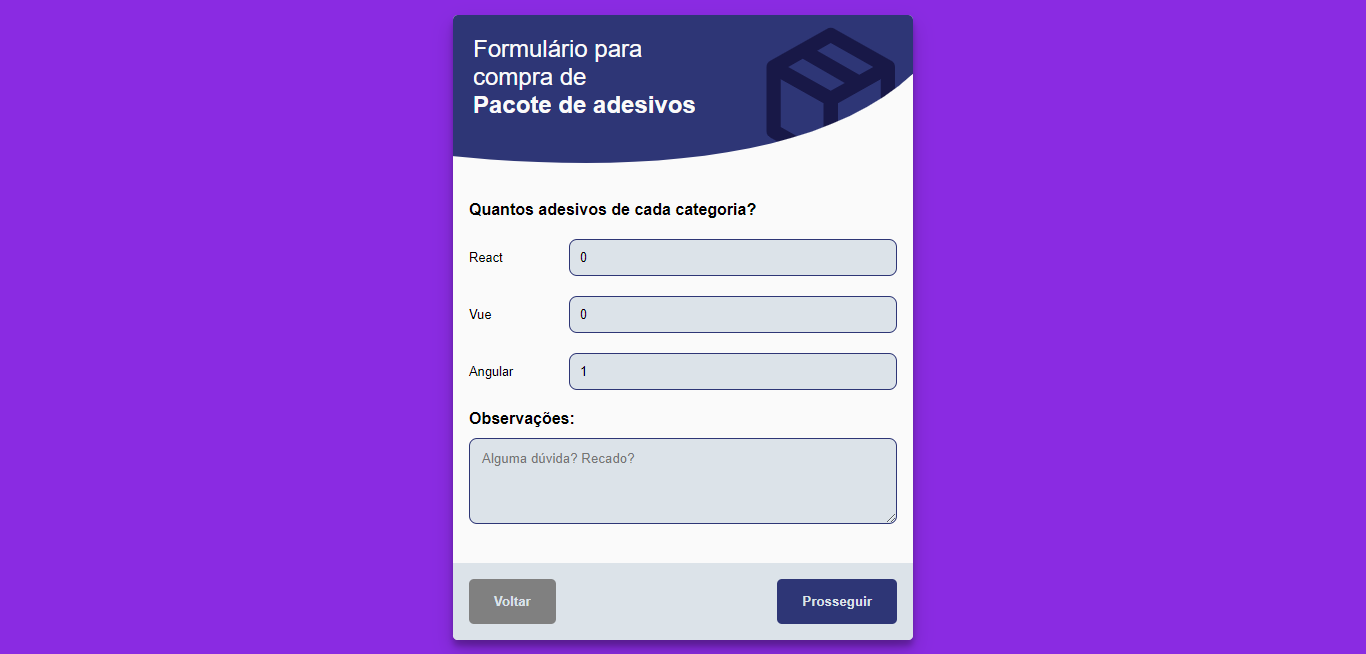 Formulário para
compra de
Pacote de adesivos
Quantos adesivos de cada categoria?
React
0
Vue
0
Angular
1
Observações:
Alguma dúvida? Recado?
Voltar
Prosseguir